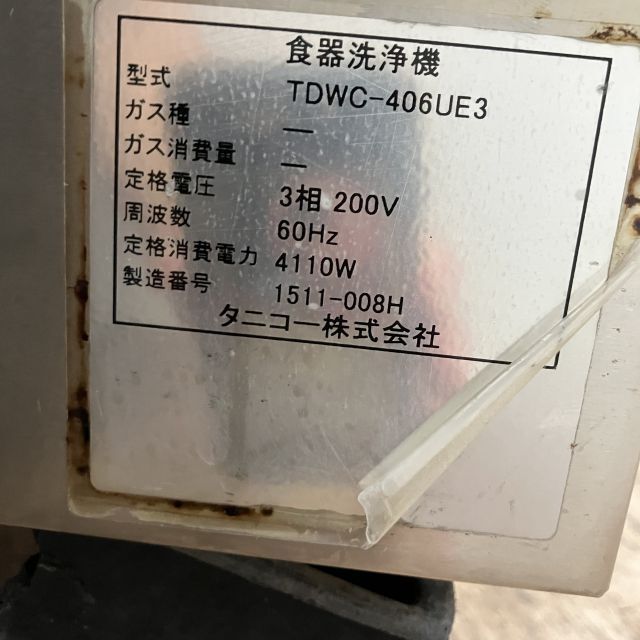 食器洗浄機
型式 TDWC-406UE3
ガス種 —
ガス消費量 —
定格電圧 3相 200V
周波数 60Hz
定格消費電力 4110W
製造番号 1511-008H
タニコー株式会社